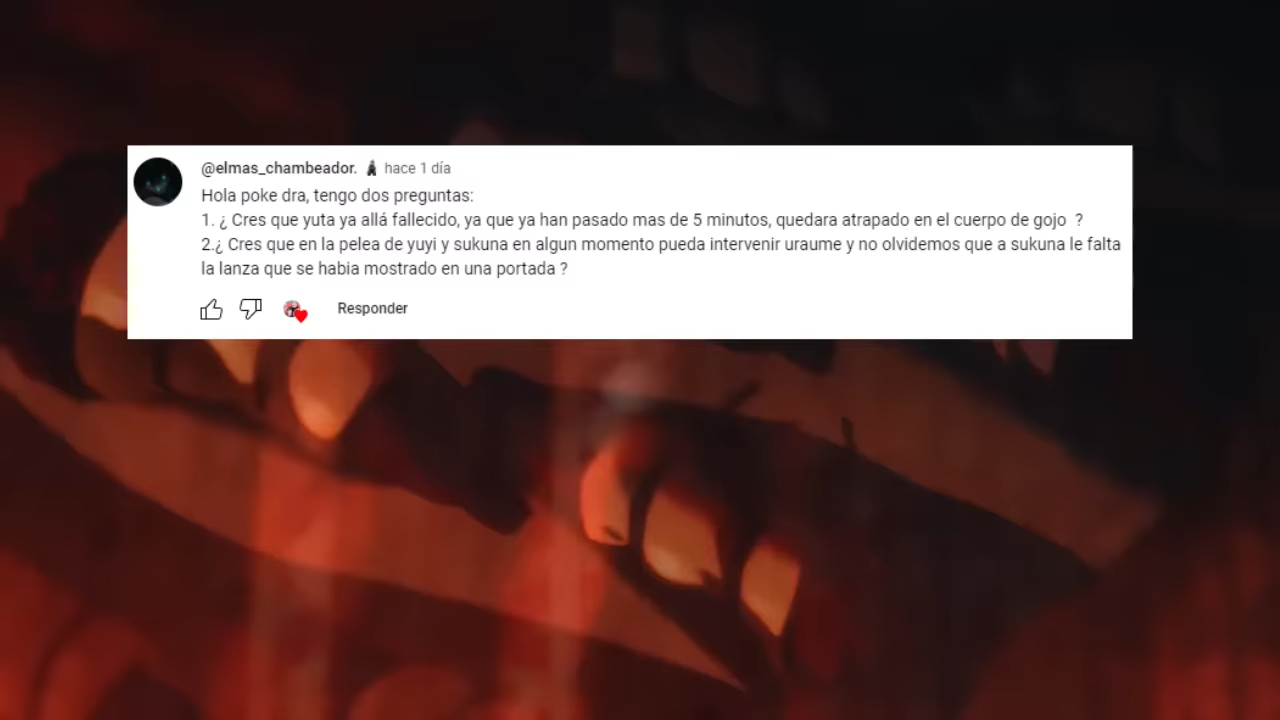 @elmas_chambeador. hace 1 día
Hola poke dra, tengo dos preguntas:
1. ¿ Cres que yuta ya allá fallecido, ya que ya han pasado mas de 5 minutos, quedara atrapado en el cuerpo de gojo ?
2.¿ Cres que en la pelea de yuyi y sukuna en algun momento pueda intervenir uraume y no olvidemos que a sukuna le falta
la lanza que se habia mostrado en una portada ?
Responder